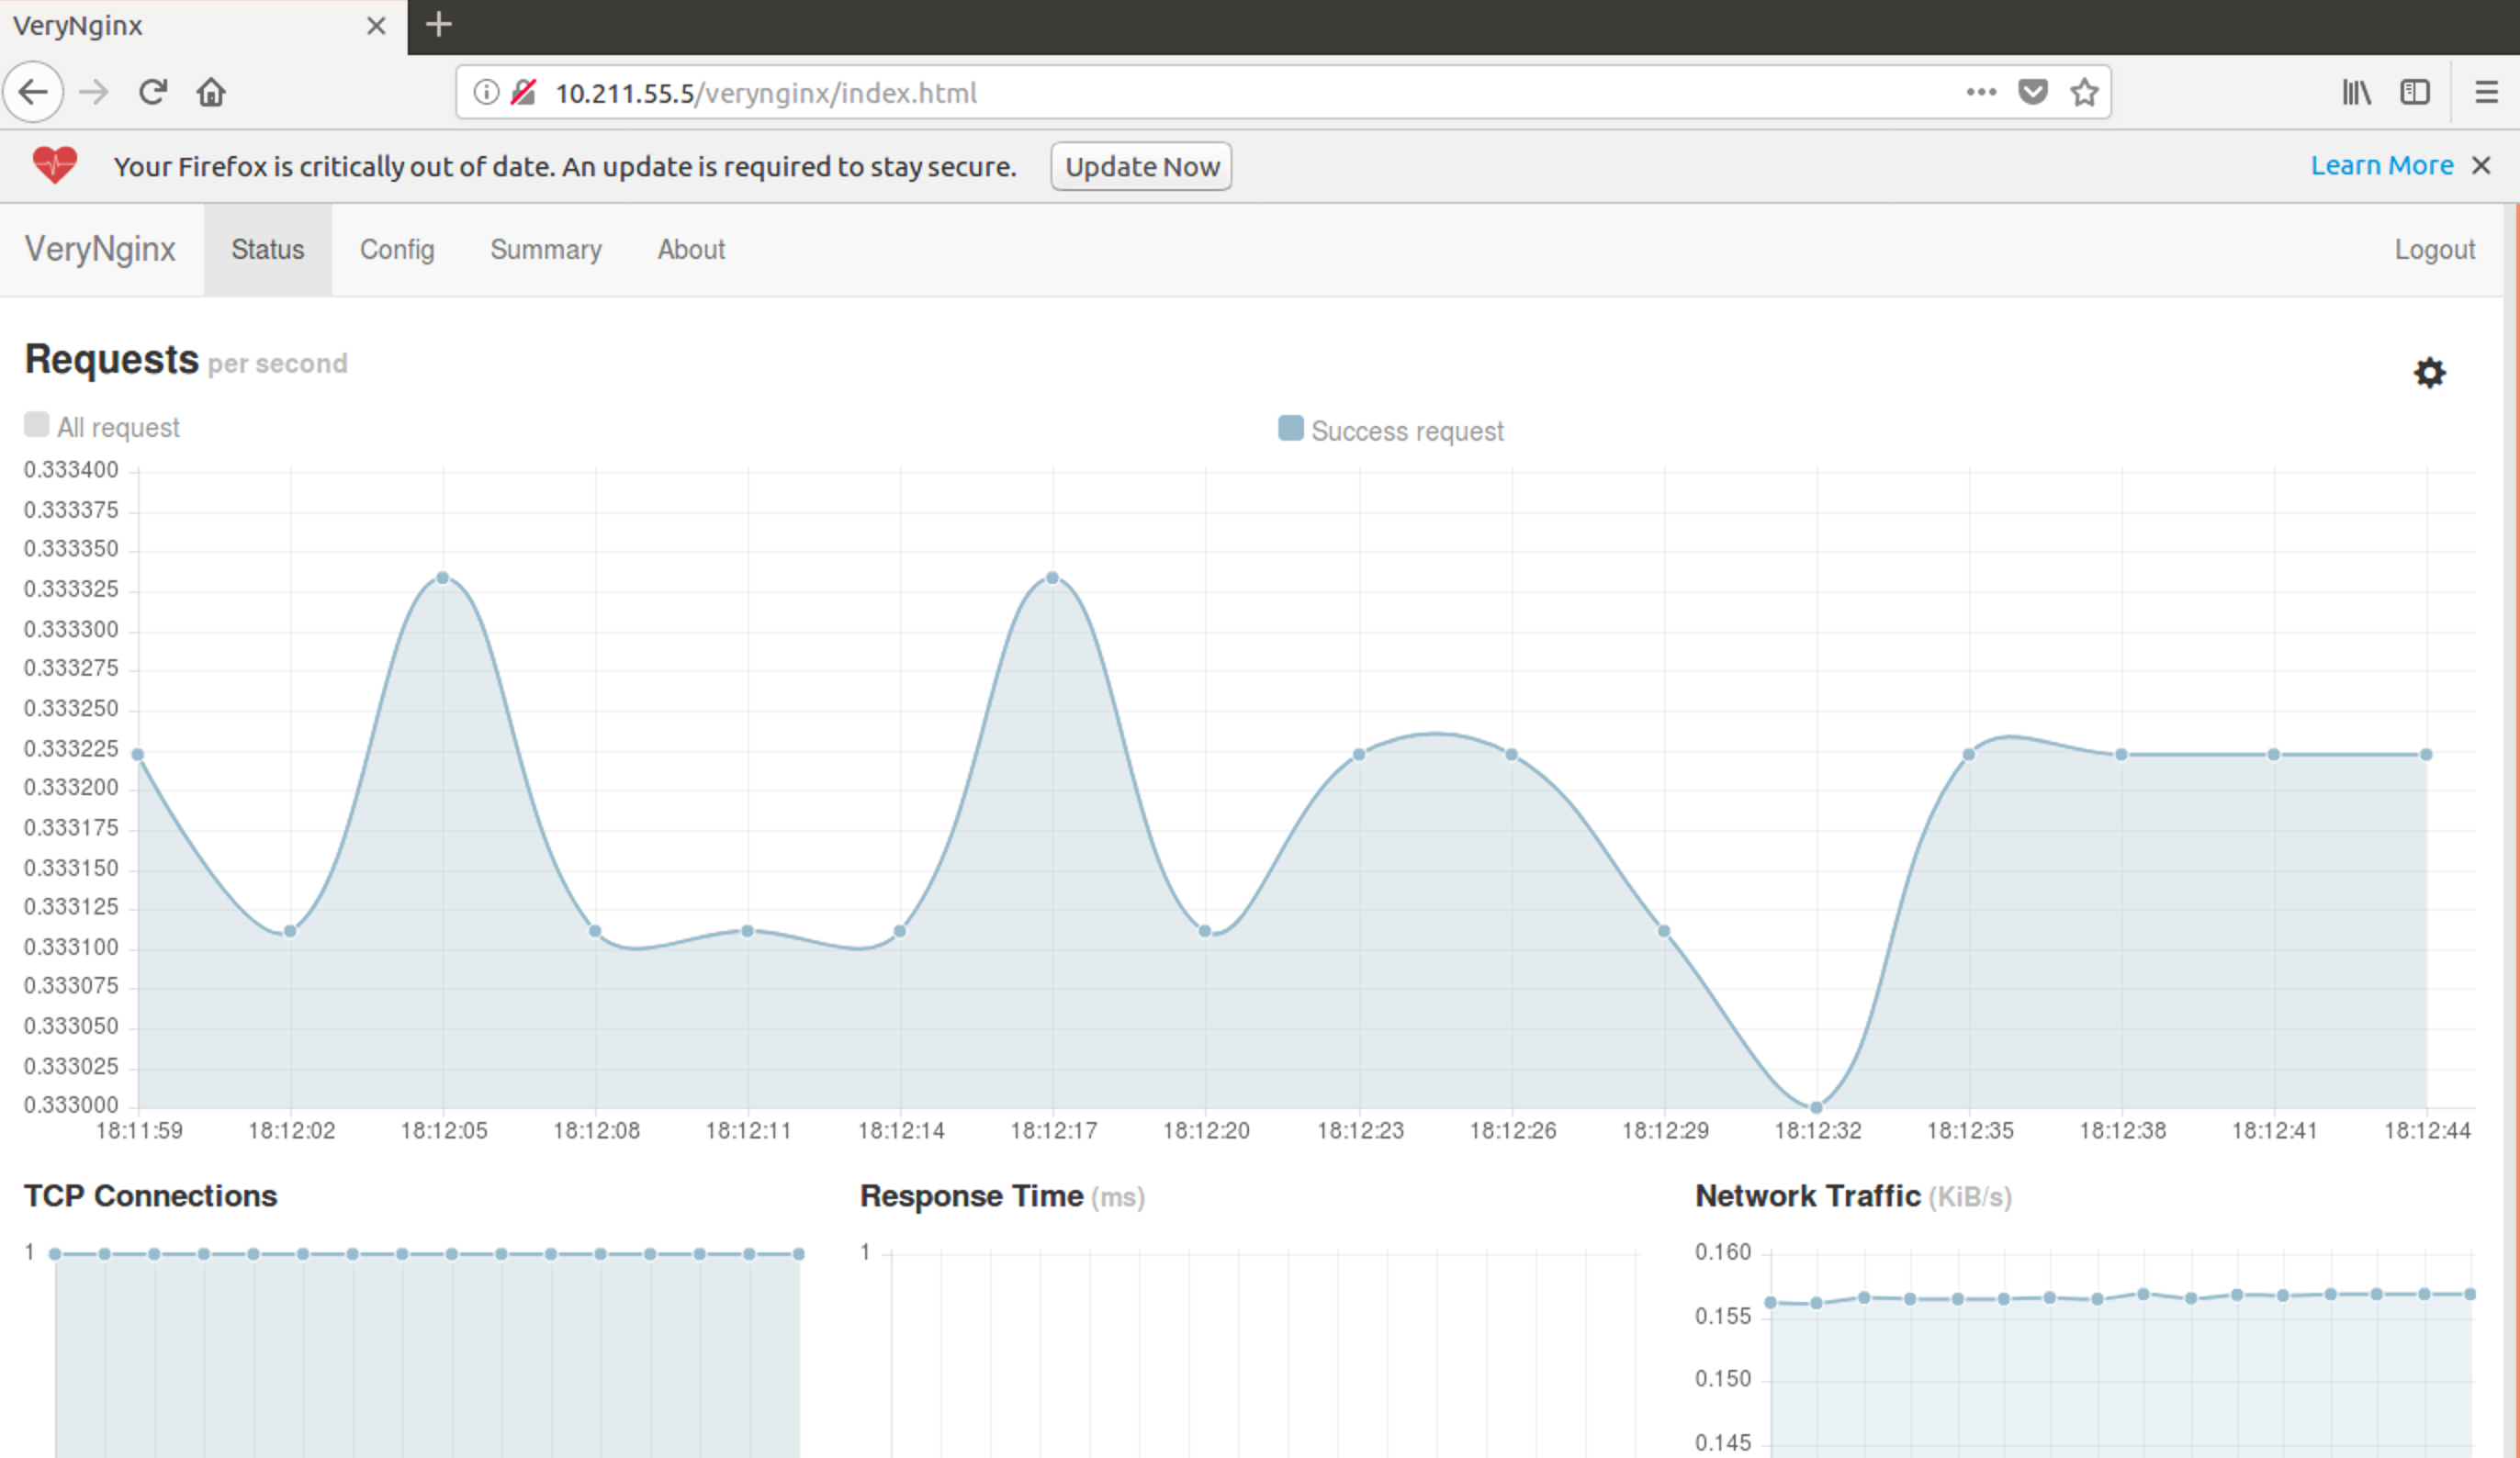 VeryNginx
10.211.55.5/verynginx/index.html
Your Firefox is critically out of date. An update is required to stay secure. Update Now Learn More
VeryNginx Status Config Summary About Logout
Requests per second
All request Success request
0.333400
0.333375
0.333350
0.333325
0.333300
0.333275
0.333250
0.333225
0.333200
0.333175
0.333150
0.333125
0.333100
0.333075
0.333050
0.333025
0.333000
18:11:59 18:12:02 18:12:05 18:12:08 18:12:11 18:12:14 18:12:17 18:12:20 18:12:23 18:12:26 18:12:29 18:12:32 18:12:35 18:12:38 18:12:41 18:12:44
TCP Connections Response Time (ms) Network Traffic (KiB/s)
1 1 0.160
0.155
0.150
0.145